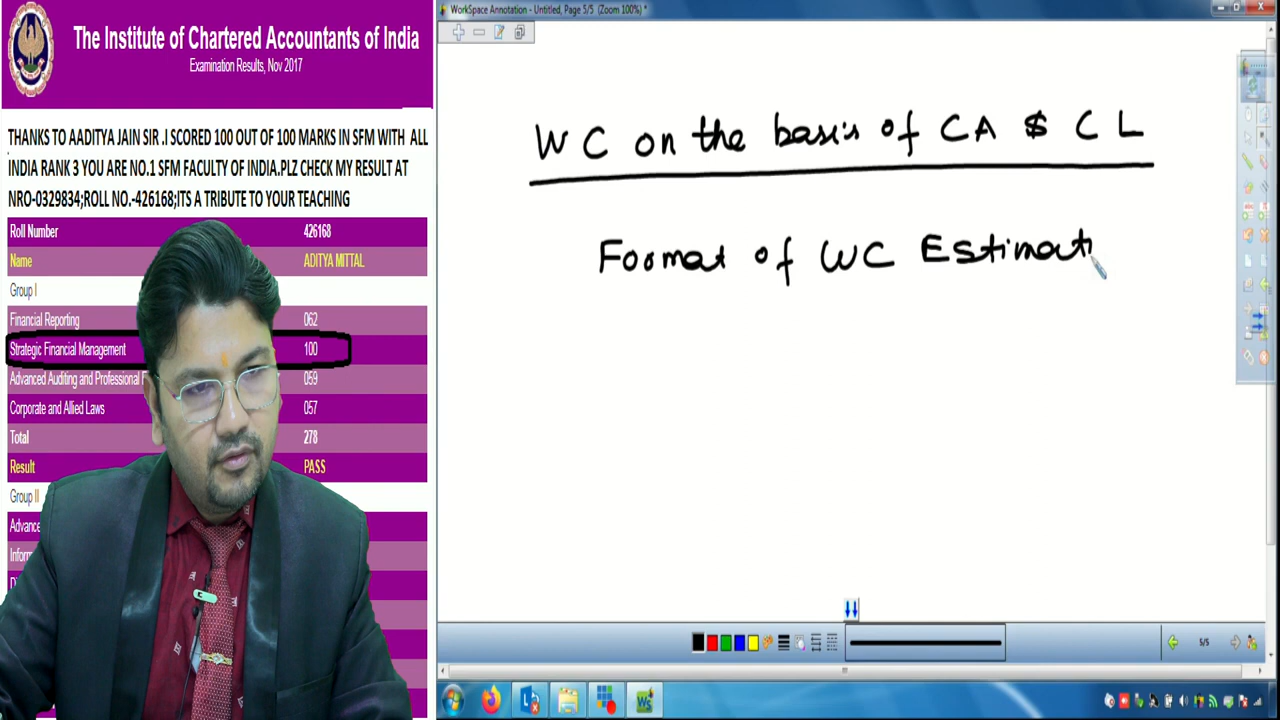 The Institute of Chartered Accountants of India
Examination Results, Nov 2017
THANKS TO AADITYA JAIN SIR .I SCORED 100 OUT OF 100 MARKS IN SFM WITH ALL
INDIA RANK 3 YOU ARE NO.1 SFM FACULTY OF INDIA.PLZ CHECK MY RESULT AT
NRO-0329834;ROLL NO.-426168;ITS A TRIBUTE TO YOUR TEACHING
Roll Number 426168
Name ADITYA MITTAL
Group I
Financial Reporting 062
Strategic Financial Management 100
Advanced Auditing and Professional 059
Corporate and Allied Laws 057
Total 278
Result PASS
Group II
WorkSpace Annotation - Untitled, Page 5/5 (Zoom 100%) *
WC on the basis of CA & CL
Format of WC Estimati
5/5